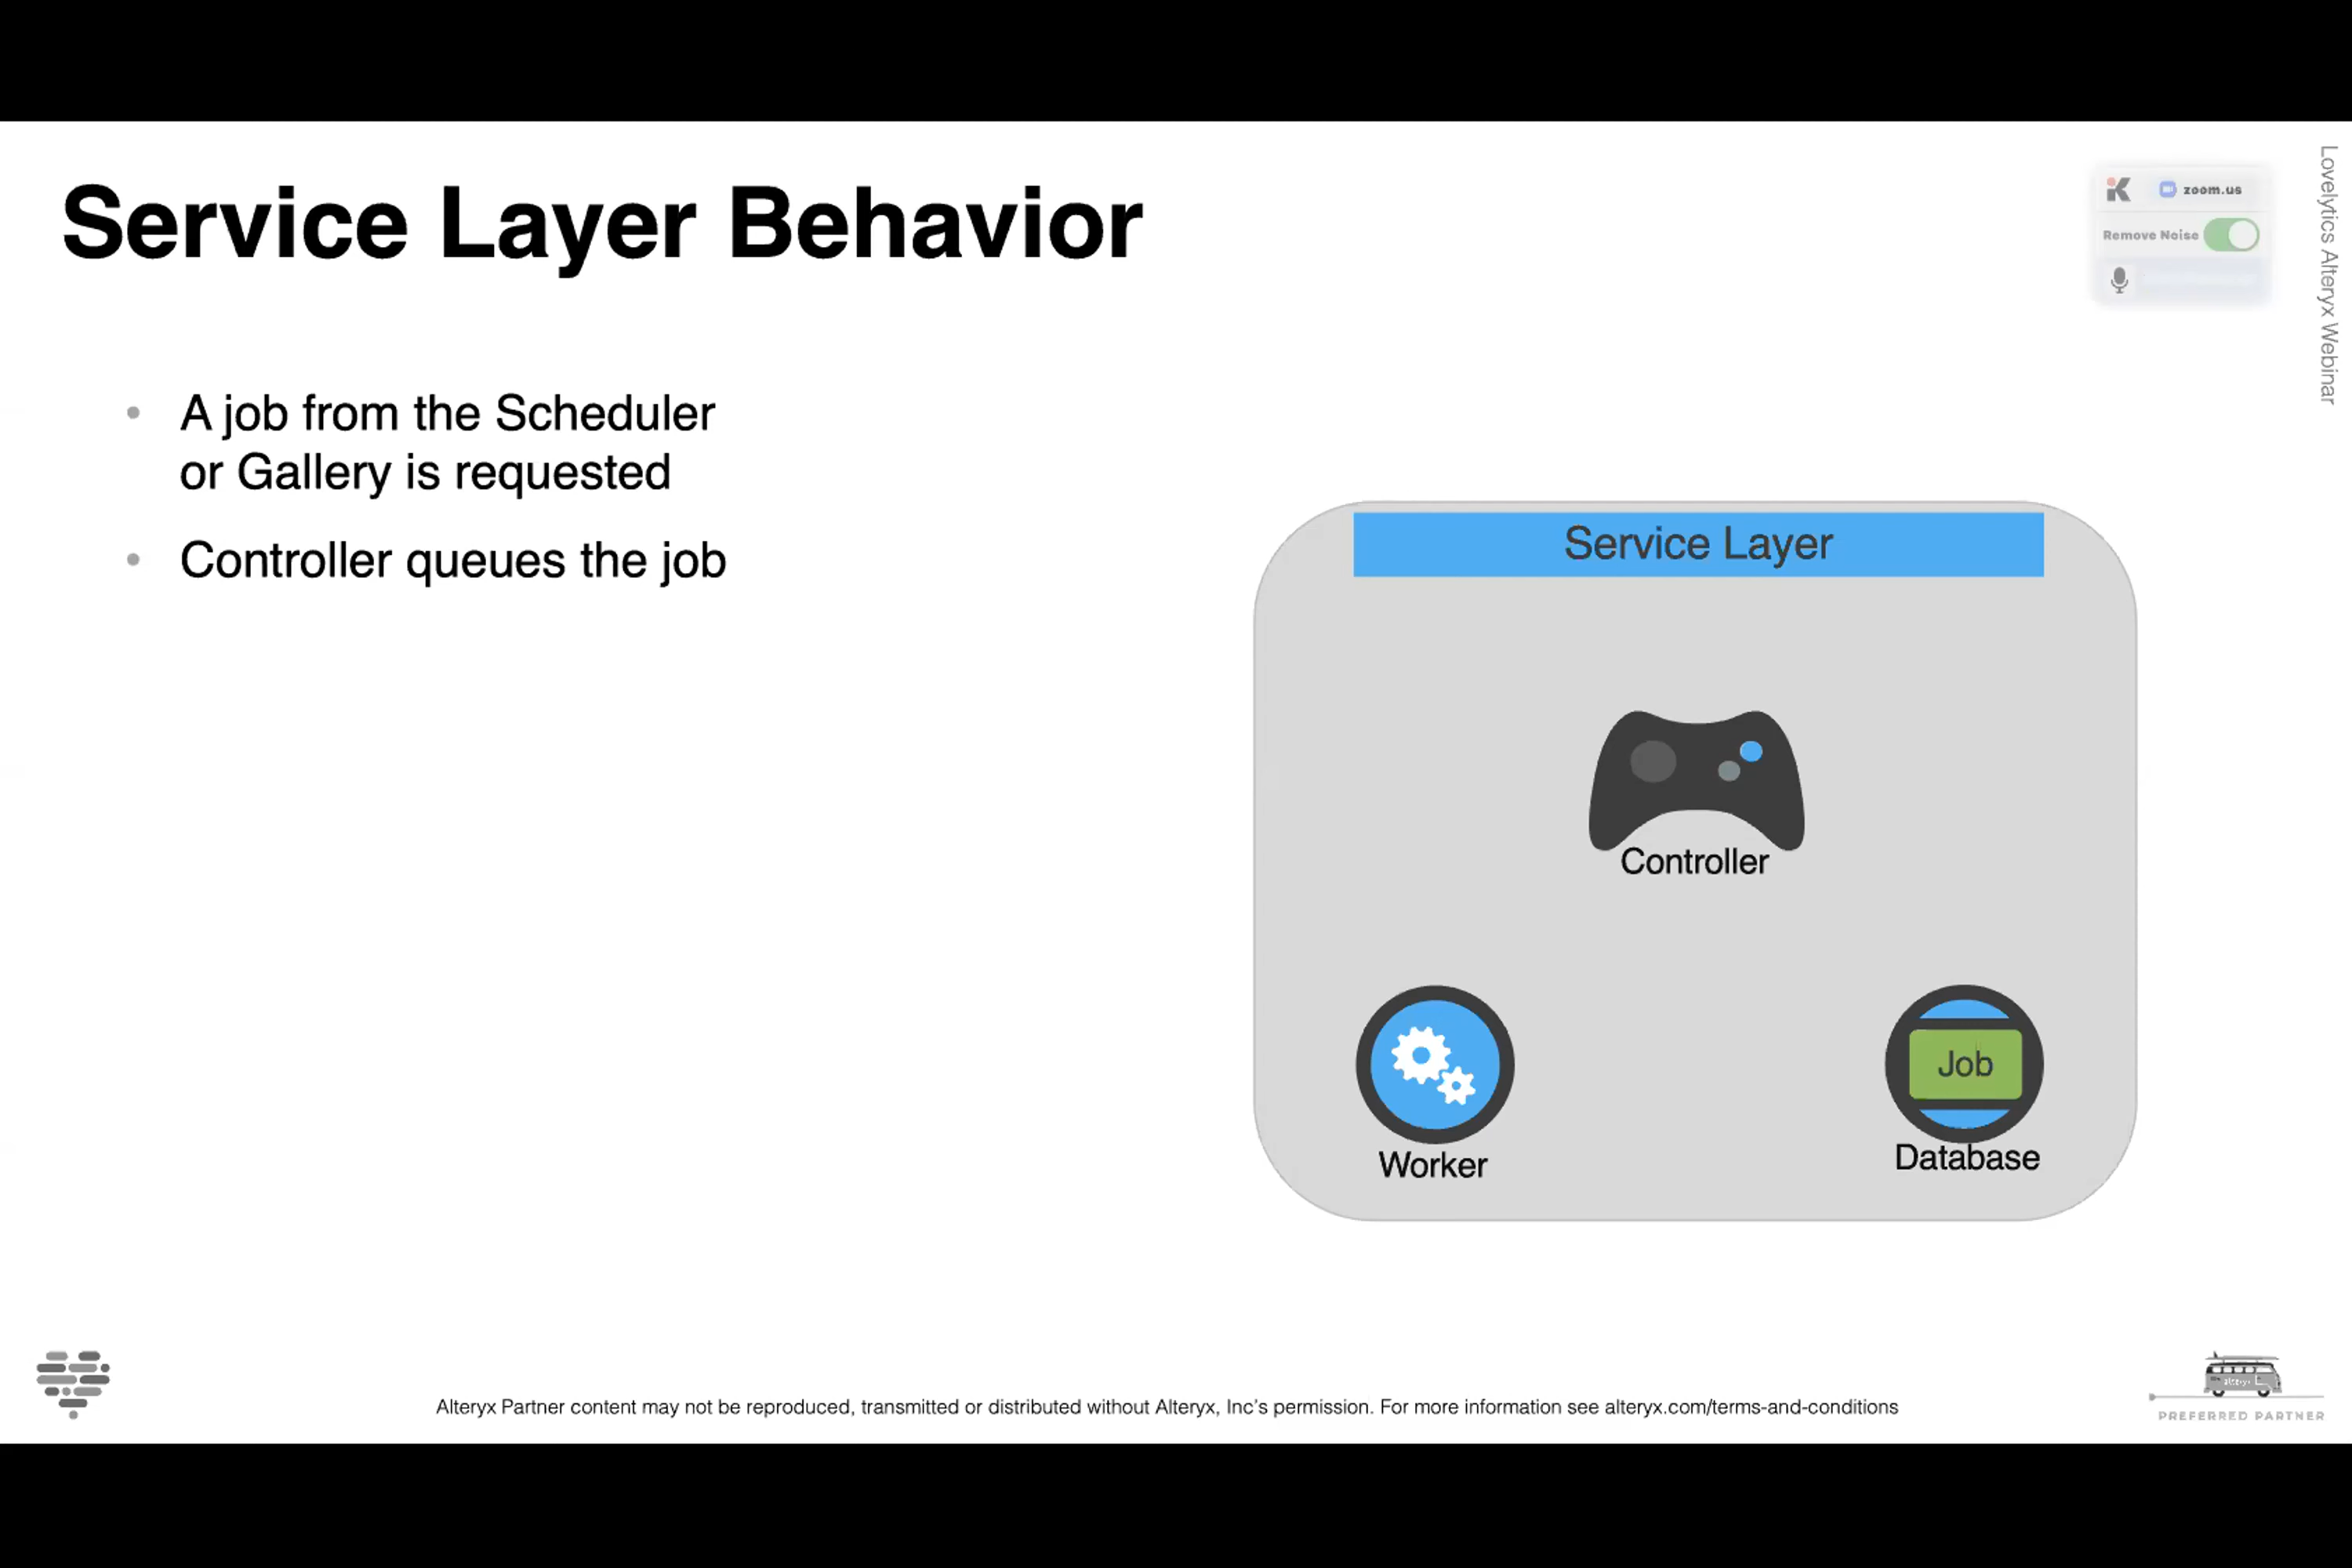 Service Layer Behavior
zoom.us
Remove Noise
Lovelytics Alteryx Webinar
• A job from the Scheduler
or Gallery is requested
• Controller queues the job
Service Layer
Controller
Worker
Job
Database
Alteryx Partner content may not be reproduced, transmitted or distributed without Alteryx, Inc's permission. For more information see alteryx.com/terms-and-conditions
alteryx
PREFERRED PARTNER